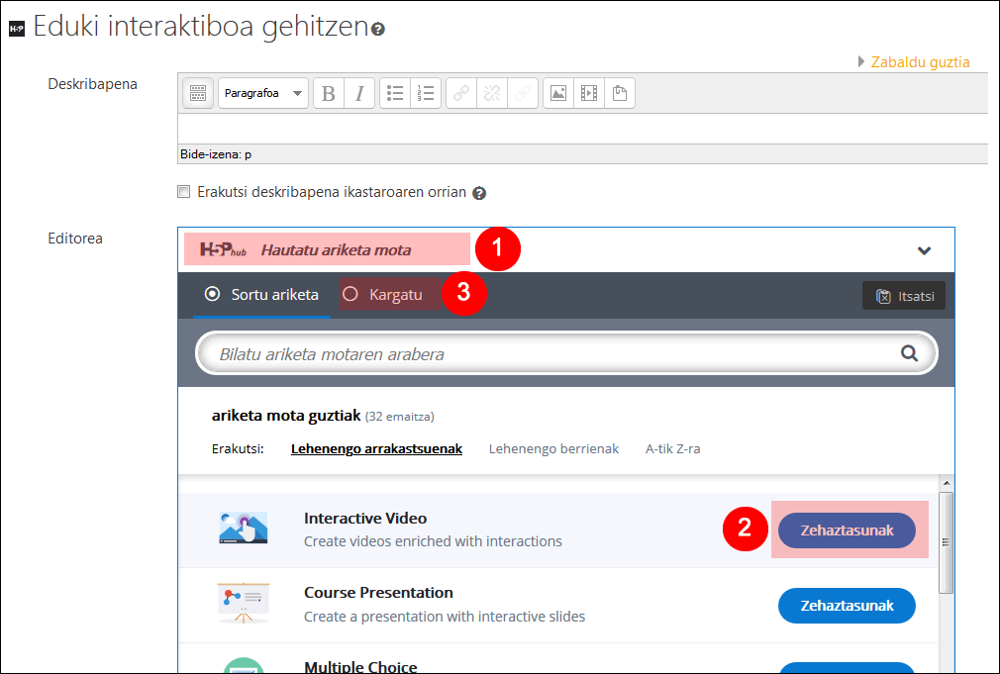 H5P Eduki interaktiboa gehitzen ?
Zabaldu guztia
Deskribapena
Paragrafoa B I
Bide-izena: p
Erakutsi deskribapena ikastaroaren orrian ?
Editorea
H5Phub Hautatu ariketa mota 1
Sortu ariketa Kargatu 3 Itsatsi
Bilatu ariketa motaren arabera
ariketa mota guztiak (32 emaitza)
Erakutsi: Lehenengo arrakastsuenak Lehenengo berrienak A-tik Z-ra
Interactive Video
Create videos enriched with interactions
2 Zehaztasunak
Course Presentation
Create a presentation with interactive slides
Zehaztasunak
Multiple Choice